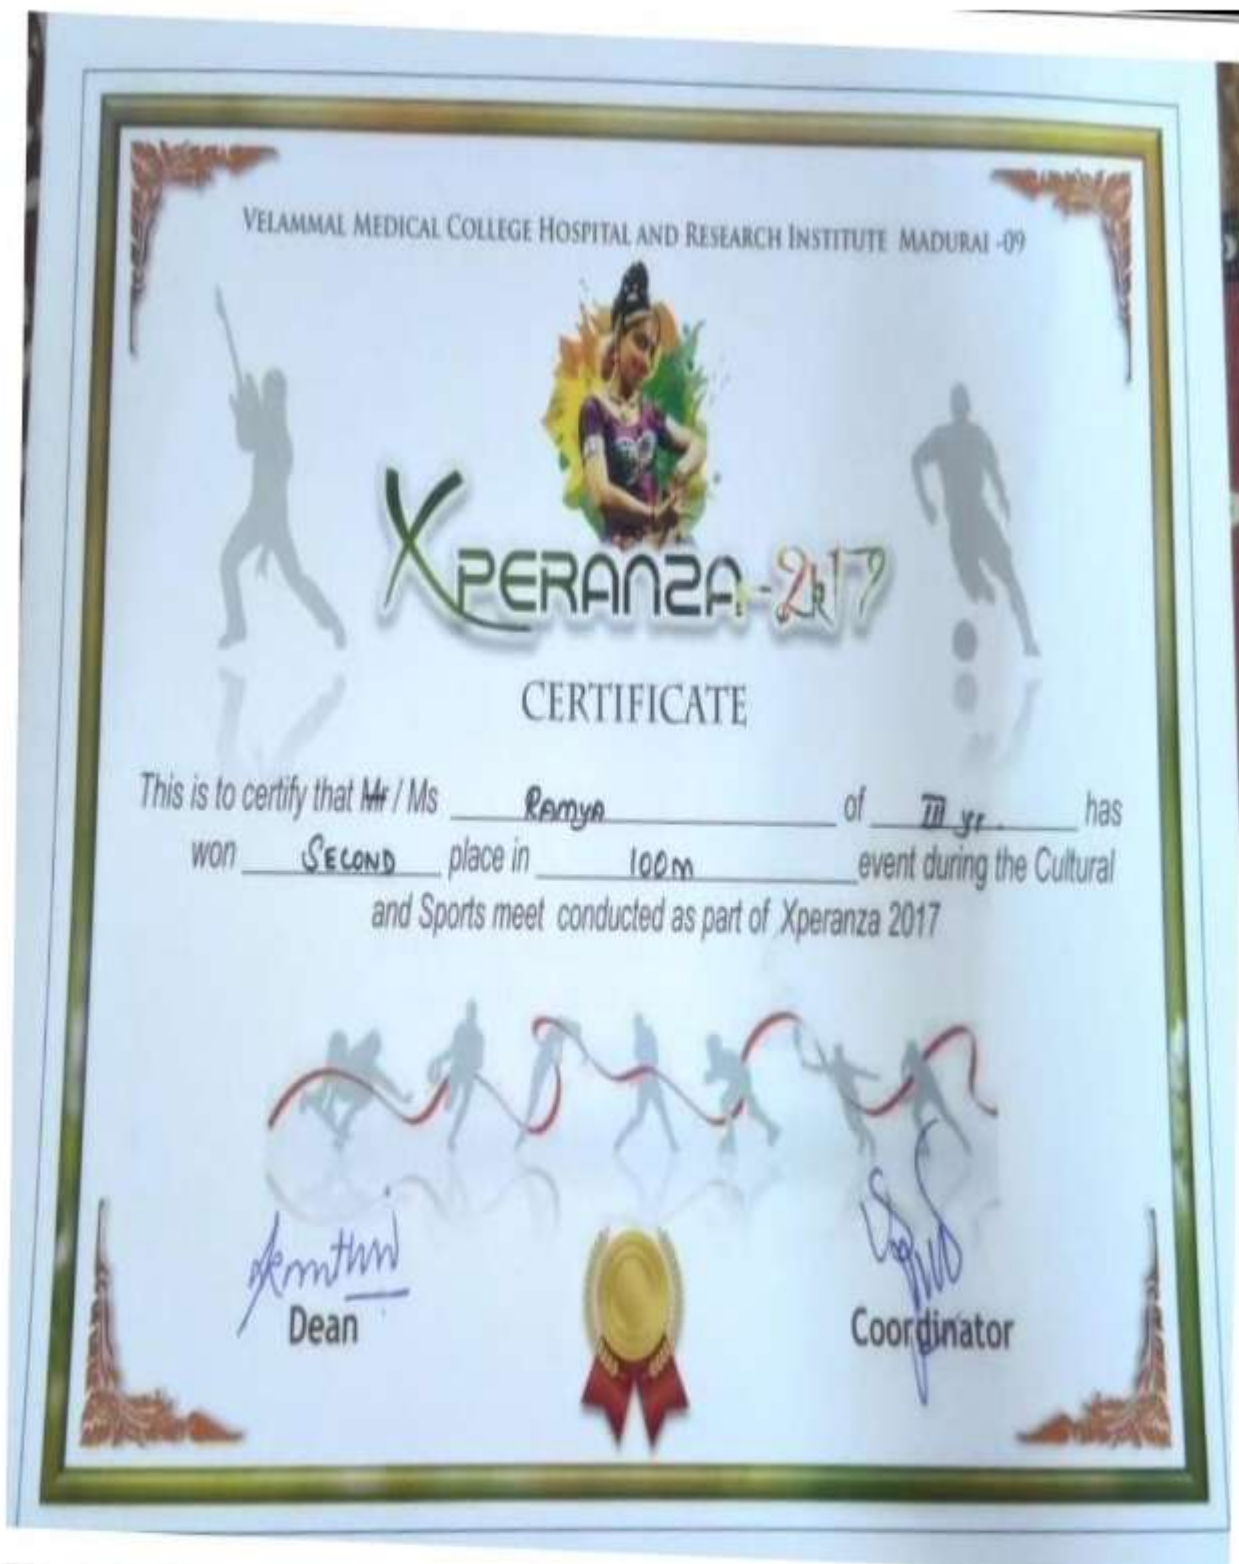 VELAMMAL MEDICAL COLLEGE HOSPITAL AND RESEARCH INSTITUTE MADURAI -09
XPERANZA - 2k17
CERTIFICATE
This is to certify that Mr / Ms RAMYA of III yr. has
won SECOND place in 100m event during the Cultural
and Sports meet conducted as part of Xperanza 2017
Dean
Coordinator